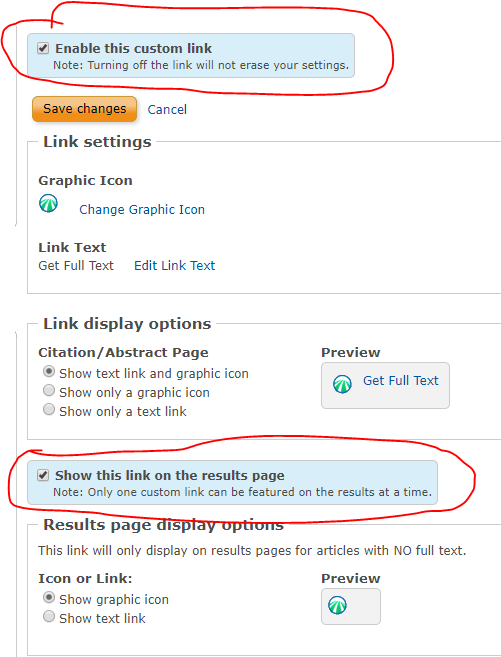 Enable this custom link
Note: Turning off the link will not erase your settings.
Save changes Cancel
Link settings
Graphic Icon
Change Graphic Icon
Link Text
Get Full Text Edit Link Text
Link display options
Citation/Abstract Page Preview
Show text link and graphic icon Get Full Text
Show only a graphic icon
Show only a text link
Show this link on the results page
Note: Only one custom link can be featured on the results at a time.
Results page display options
This link will only display on results pages for articles with NO full text.
Icon or Link: Preview
Show graphic icon
Show text link